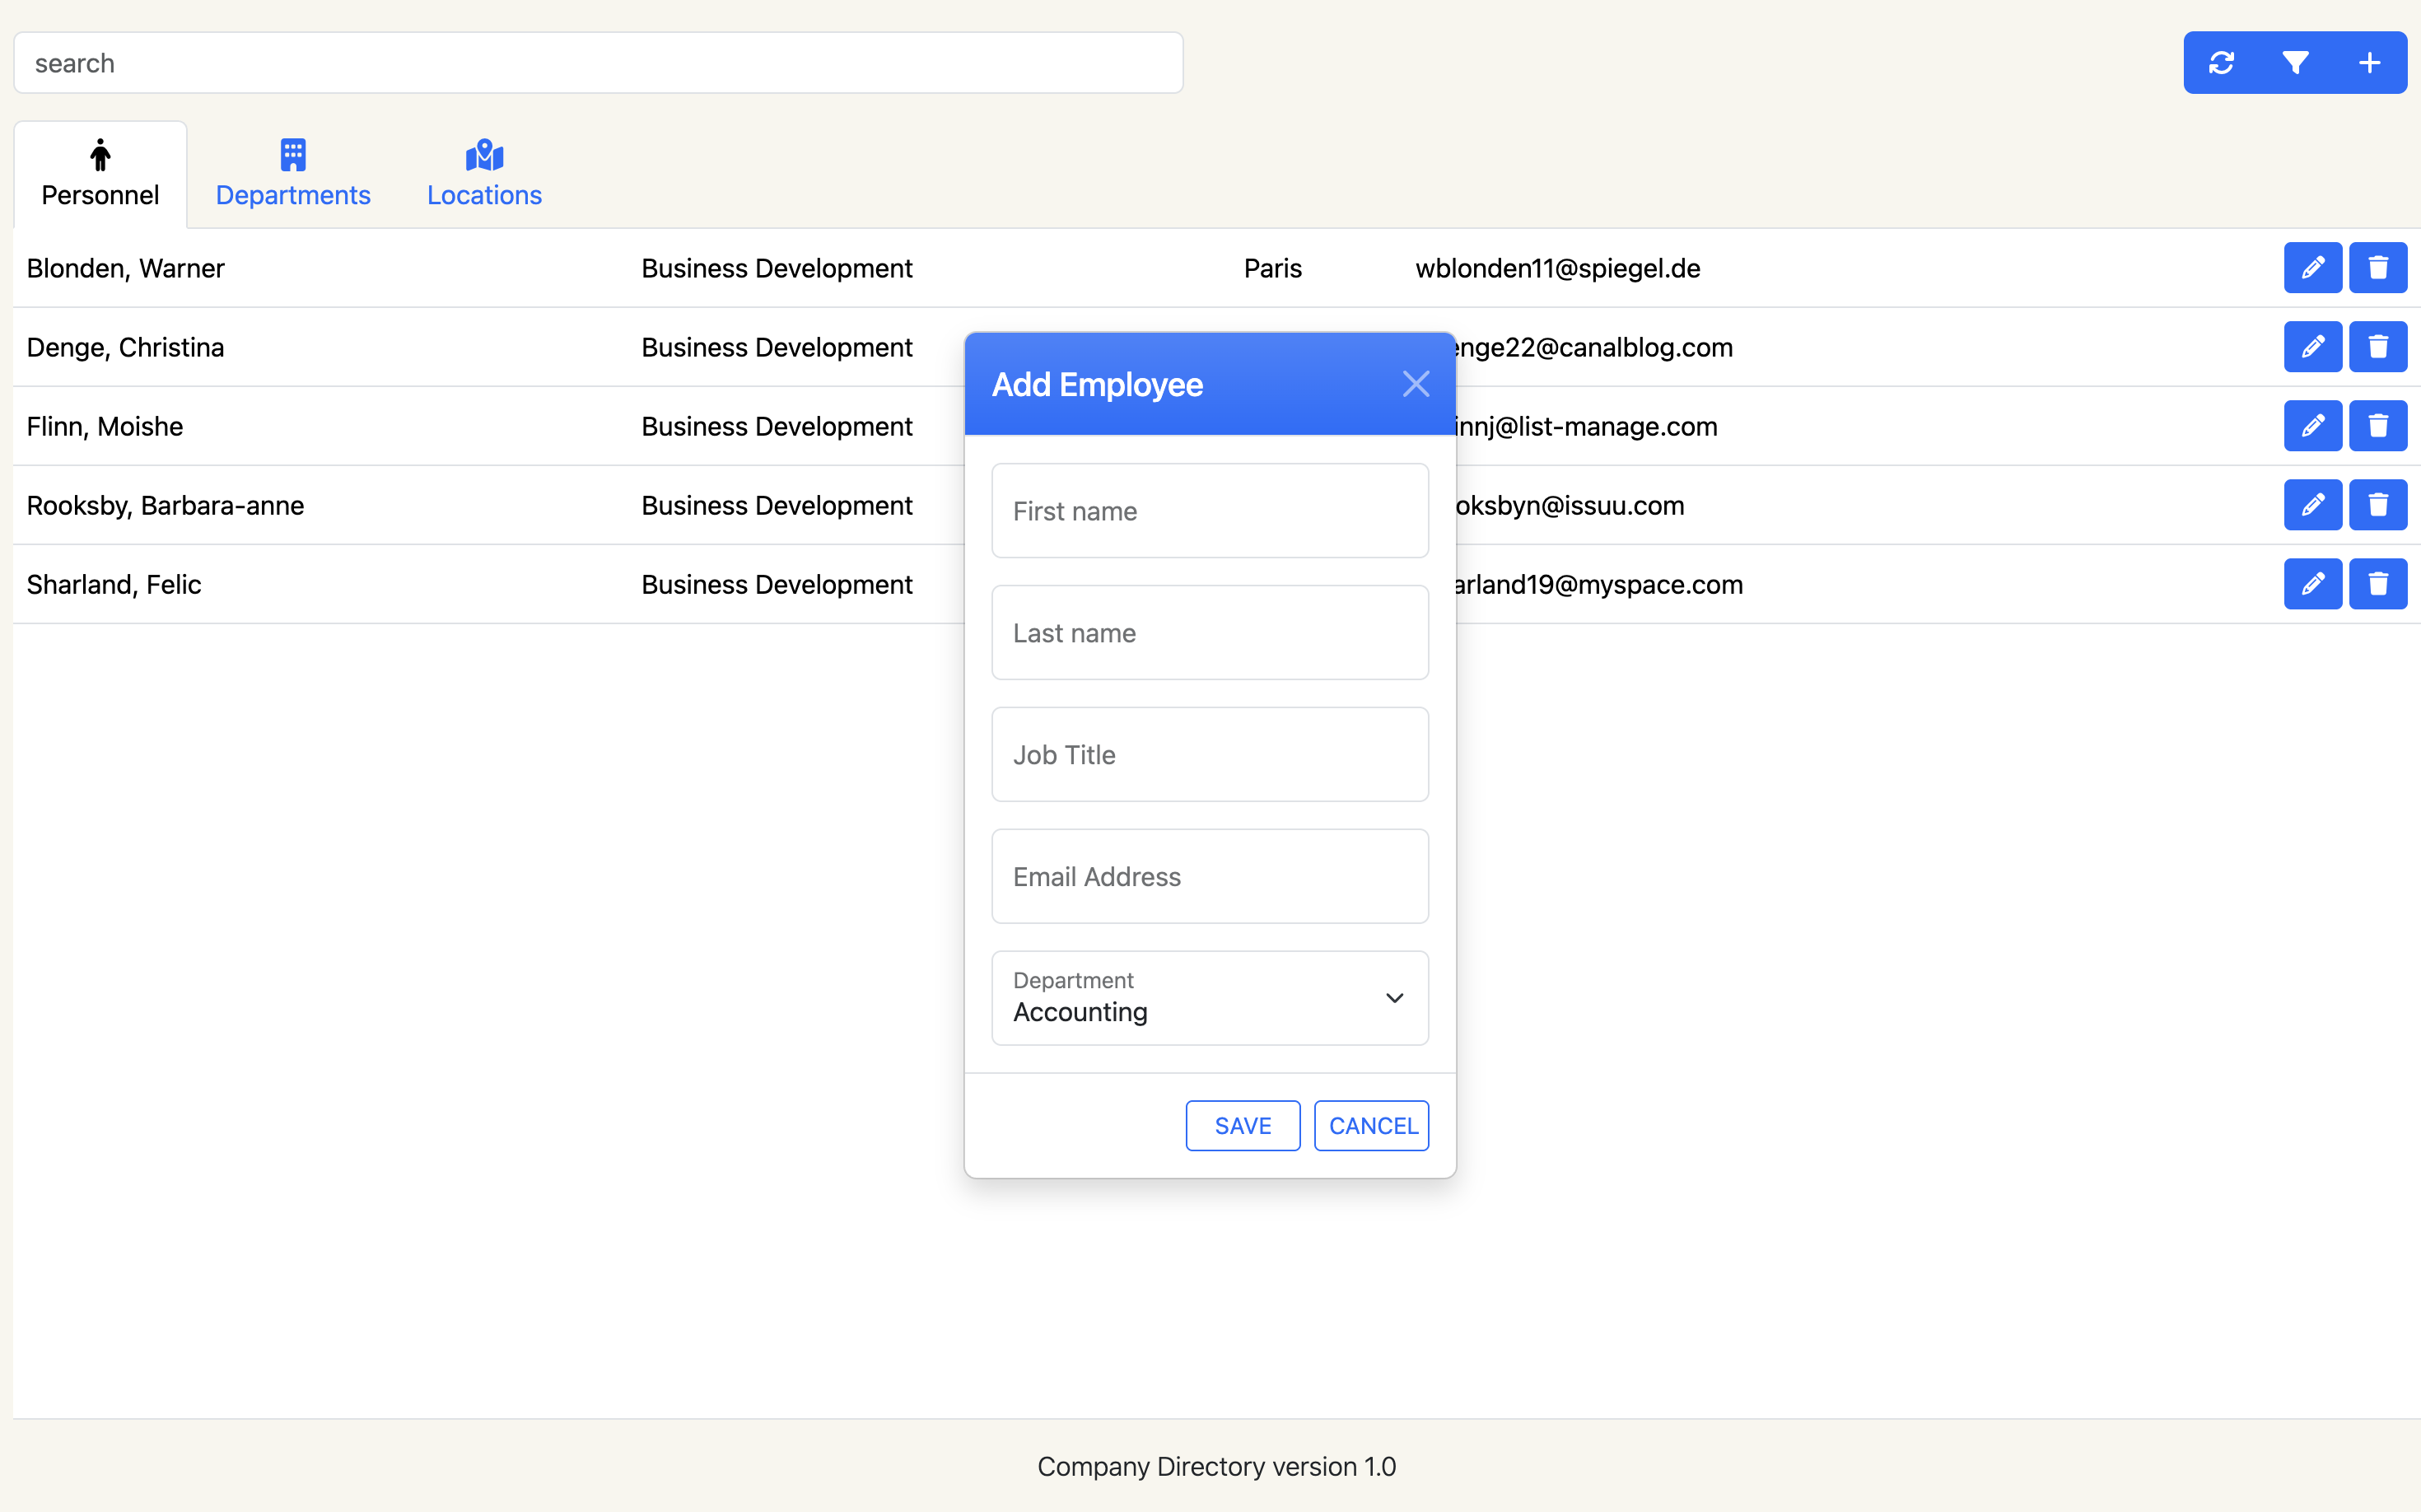 search
Personnel
Departments
Locations
Blonden, Warner Business Development Paris wblonden11@spiegel.de
Denge, Christina Business Development enge22@canalblog.com
Flinn, Moishe Business Development innj@list-manage.com
Rooksby, Barbara-anne Business Development oksbyn@issuu.com
Sharland, Felic Business Development arland19@myspace.com
Add Employee
First name
Last name
Job Title
Email Address
Department
Accounting
SAVE CANCEL
Company Directory version 1.0